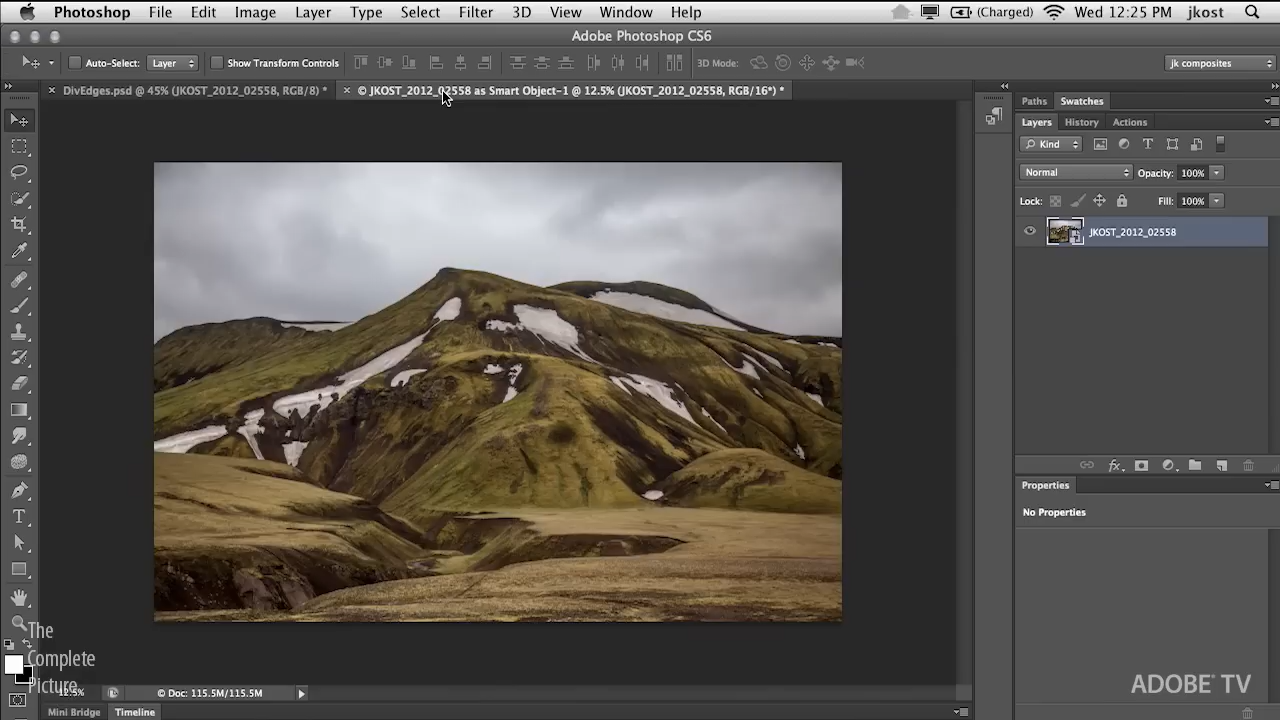 Photoshop File Edit Image Layer Type Select Filter 3D View Window Help (Charged) Wed 12:25 PM jkost
Adobe Photoshop CS6
Auto-Select: Layer Show Transform Controls 3D Mode: jk composites
× DivEdges.psd @ 45% (JKOST_2012_02558, RGB/8) * × © JKOST_2012_02558 as Smart Object-1 @ 12.5% (JKOST_2012_02558, RGB/16*) *
Paths Swatches
Layers History Actions
Kind
Normal Opacity: 100%
Lock: Fill: 100%
JKOST_2012_02558
fx
Properties
No Properties
The
Complete
Picture
© Doc: 115.5M/115.5M
ADOBE® TV
Mini Bridge Timeline